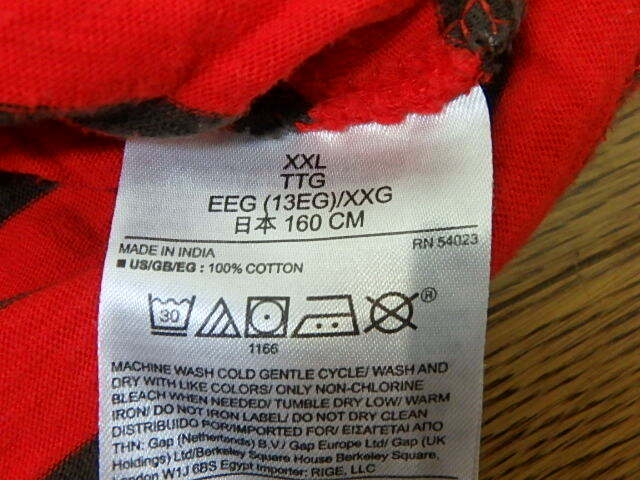 XXL
TTG
EEG (13EG)/XXG
日本 160 CM
MADE IN INDIA
RN 54023
■ US/GB/EG : 100% COTTON
30
®
1166
MACHINE WASH COLD GENTLE CYCLE/ WASH AND
DRY WITH LIKE COLORS/ ONLY NON-CHLORINE
BLEACH WHEN NEEDED/ TUMBLE DRY LOW/ WARM
IRON/ DO NOT IRON LABEL/ DO NOT DRY CLEAN
DISTRIBUIDO POR/IMPORTED FOR/ ΕΙΣΑΓΕΤΑΙ ΑΠΟ
ΤΗΝ: Gap (Netherlands) B.V./ Gap Europe Ltd/ Gap (UK
Holdings) Ltd/Berkeley Square House Berkeley Square,
London W1J 6BS Egypt Importer: RIGE, LLC